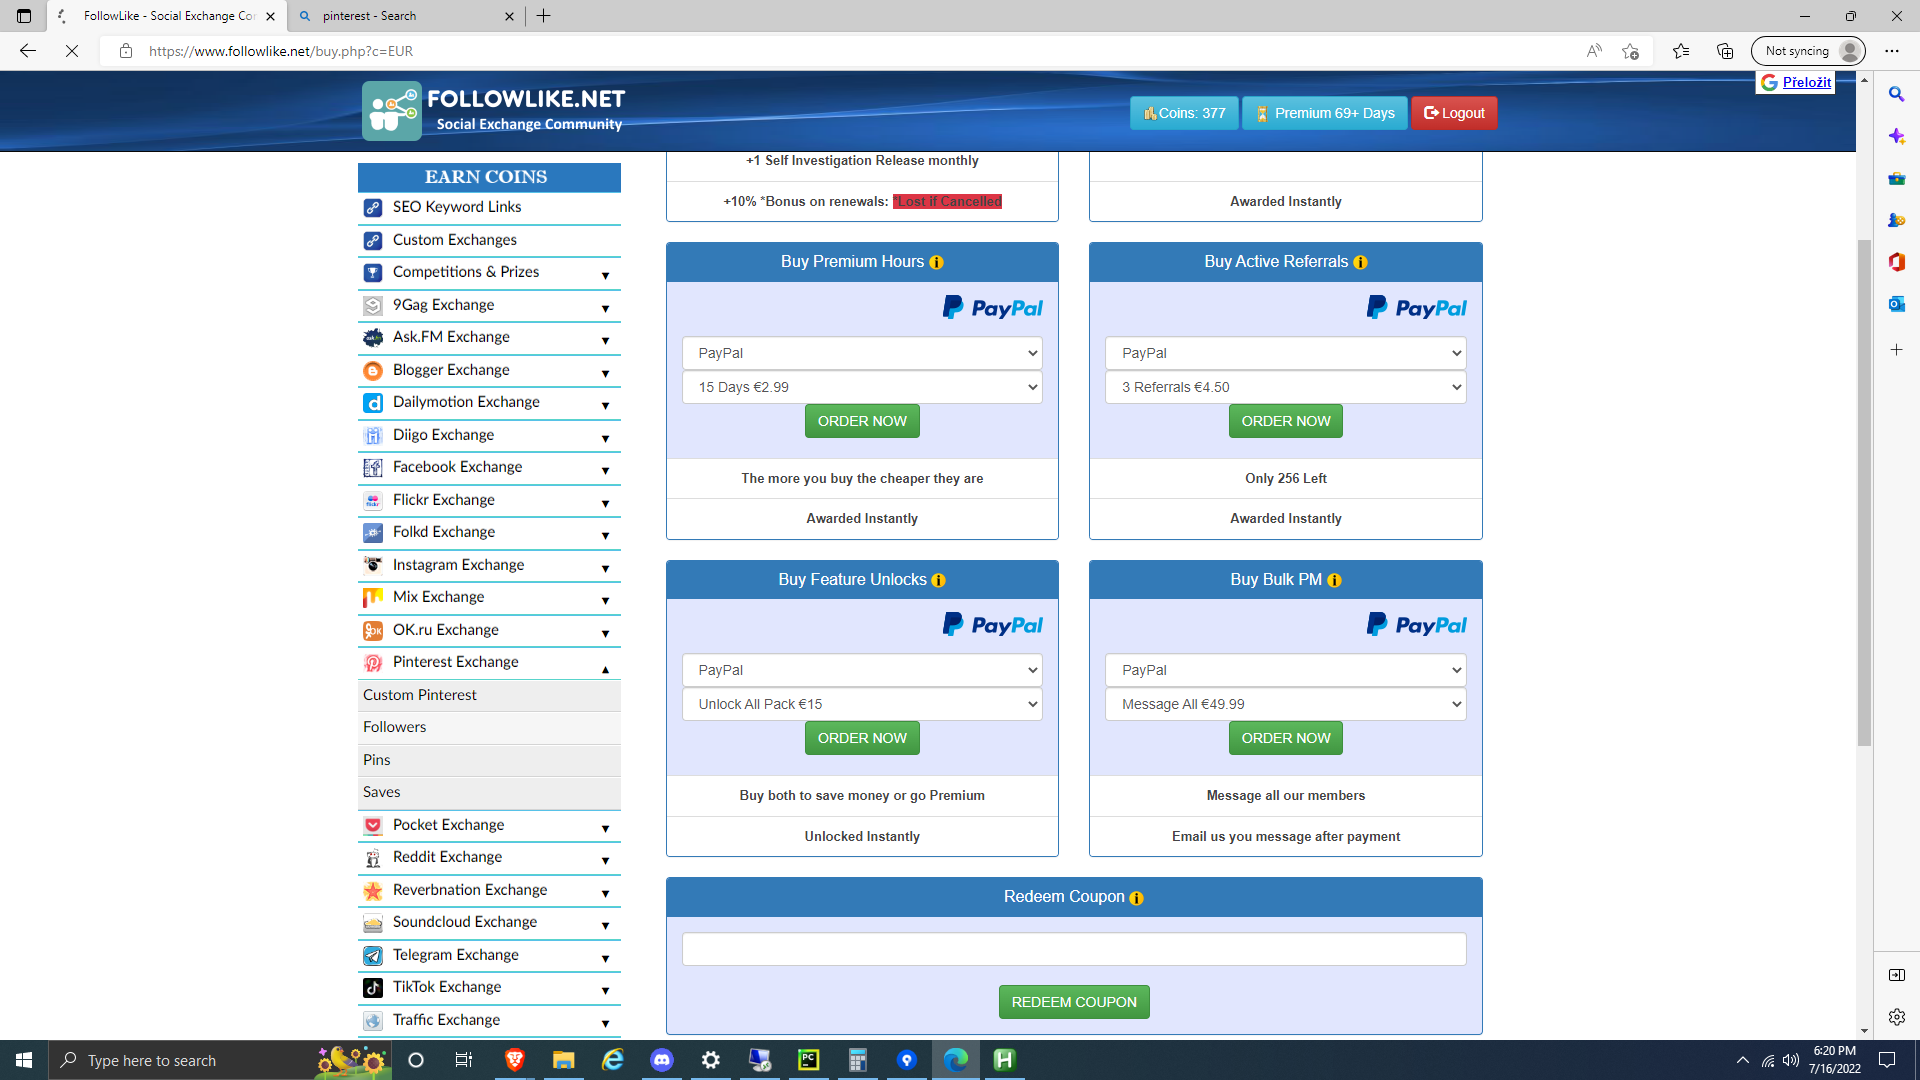 FollowLike - Social Exchange Cor
pinterest - Search
https://www.followlike.net/buy.php?c=EUR
Not syncing
FOLLOWLIKE.NET
Social Exchange Community
Coins: 377
Premium 69+ Days
Logout
Přeložit
EARN COINS
SEO Keyword Links
Custom Exchanges
Competitions & Prizes
9Gag Exchange
Ask.FM Exchange
Blogger Exchange
Dailymotion Exchange
Diigo Exchange
Facebook Exchange
Flickr Exchange
Folkd Exchange
Instagram Exchange
Mix Exchange
OK.ru Exchange
Pinterest Exchange
Custom Pinterest
Followers
Pins
Saves
Pocket Exchange
Reddit Exchange
Reverbnation Exchange
Soundcloud Exchange
Telegram Exchange
TikTok Exchange
Traffic Exchange
+1 Self Investigation Release monthly
+10% *Bonus on renewals: *Lost if Cancelled
Awarded Instantly
Buy Premium Hours
PayPal
PayPal
15 Days €2.99
ORDER NOW
The more you buy the cheaper they are
Awarded Instantly
Buy Active Referrals
PayPal
PayPal
3 Referrals €4.50
ORDER NOW
Only 256 Left
Awarded Instantly
Buy Feature Unlocks
PayPal
PayPal
Unlock All Pack €15
ORDER NOW
Buy both to save money or go Premium
Unlocked Instantly
Buy Bulk PM
PayPal
PayPal
Message All €49.99
ORDER NOW
Message all our members
Email us you message after payment
Redeem Coupon
REDEEM COUPON
Type here to search
6:20 PM
7/16/2022